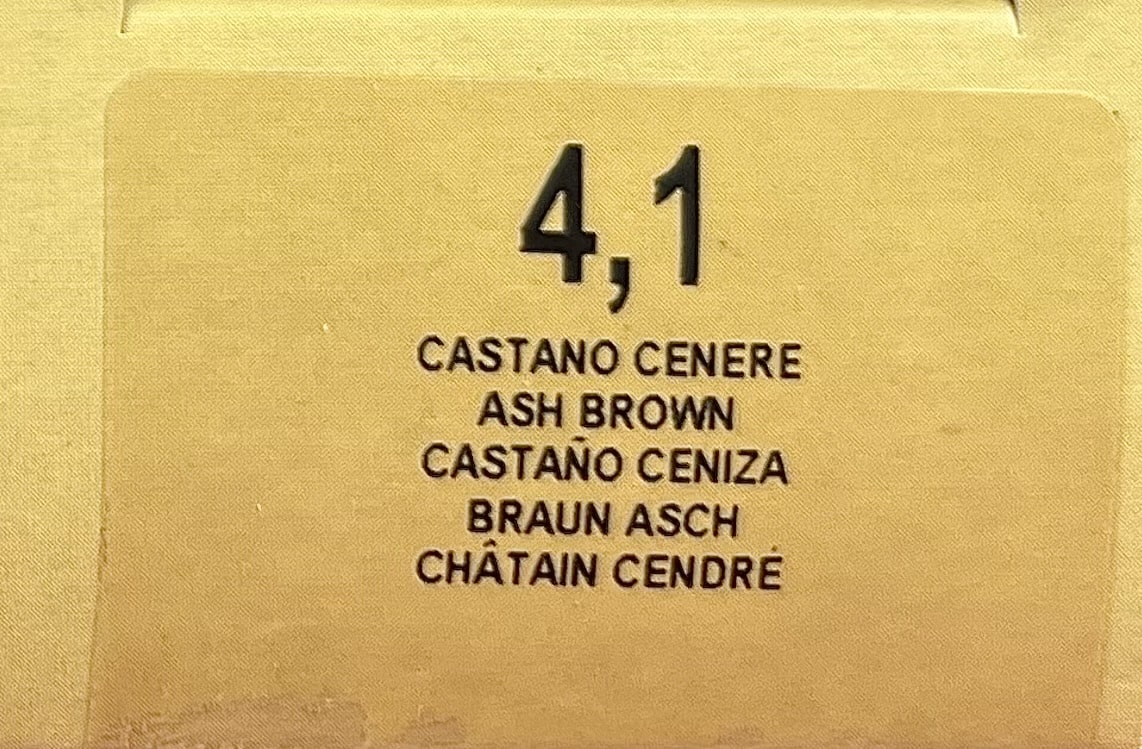 4,1
CASTANO CENERE
ASH BROWN
CASTAÑO CENIZA
BRAUN ASCH
CHÂTAIN CENDRÉ